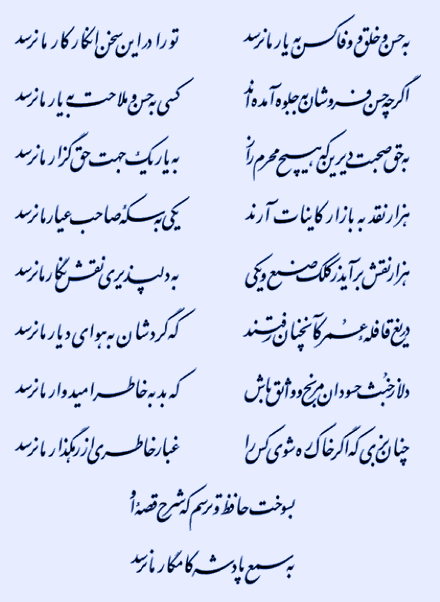 به حسن و خلق و وفا کس به یار ما نرسد تو را در این سخن انکار کار ما نرسد
اگر چه حسن فروشان به جلوه آمده‌اند کسی به حسن و ملاحت به یار ما نرسد
به حق صحبت دیرین که هیچ محرم راز به یار یک جهت حق گزار ما نرسد
هزار نقد به بازار کاینات آرند یکی به سکهٔ صاحب عیار ما نرسد
هزار نقش برآید ز کلک صنع و یکی به دلپذیری نقش نگار ما نرسد
دریغ قافلهٔ عمر کآنچنان رفتند که گردشان به هوای دیار ما نرسد
دلا ز خبث حسودان مرنج و واثق باش که بد به خاطر امیدوار ما نرسد
چنان بزی که اگر خاک ره شوی کس را غبار خاطری از رهگذار ما نرسد
بسوخت حافظ و ترسم که شرح قصهٔ او
به سمع پادشه کامگار ما نرسد